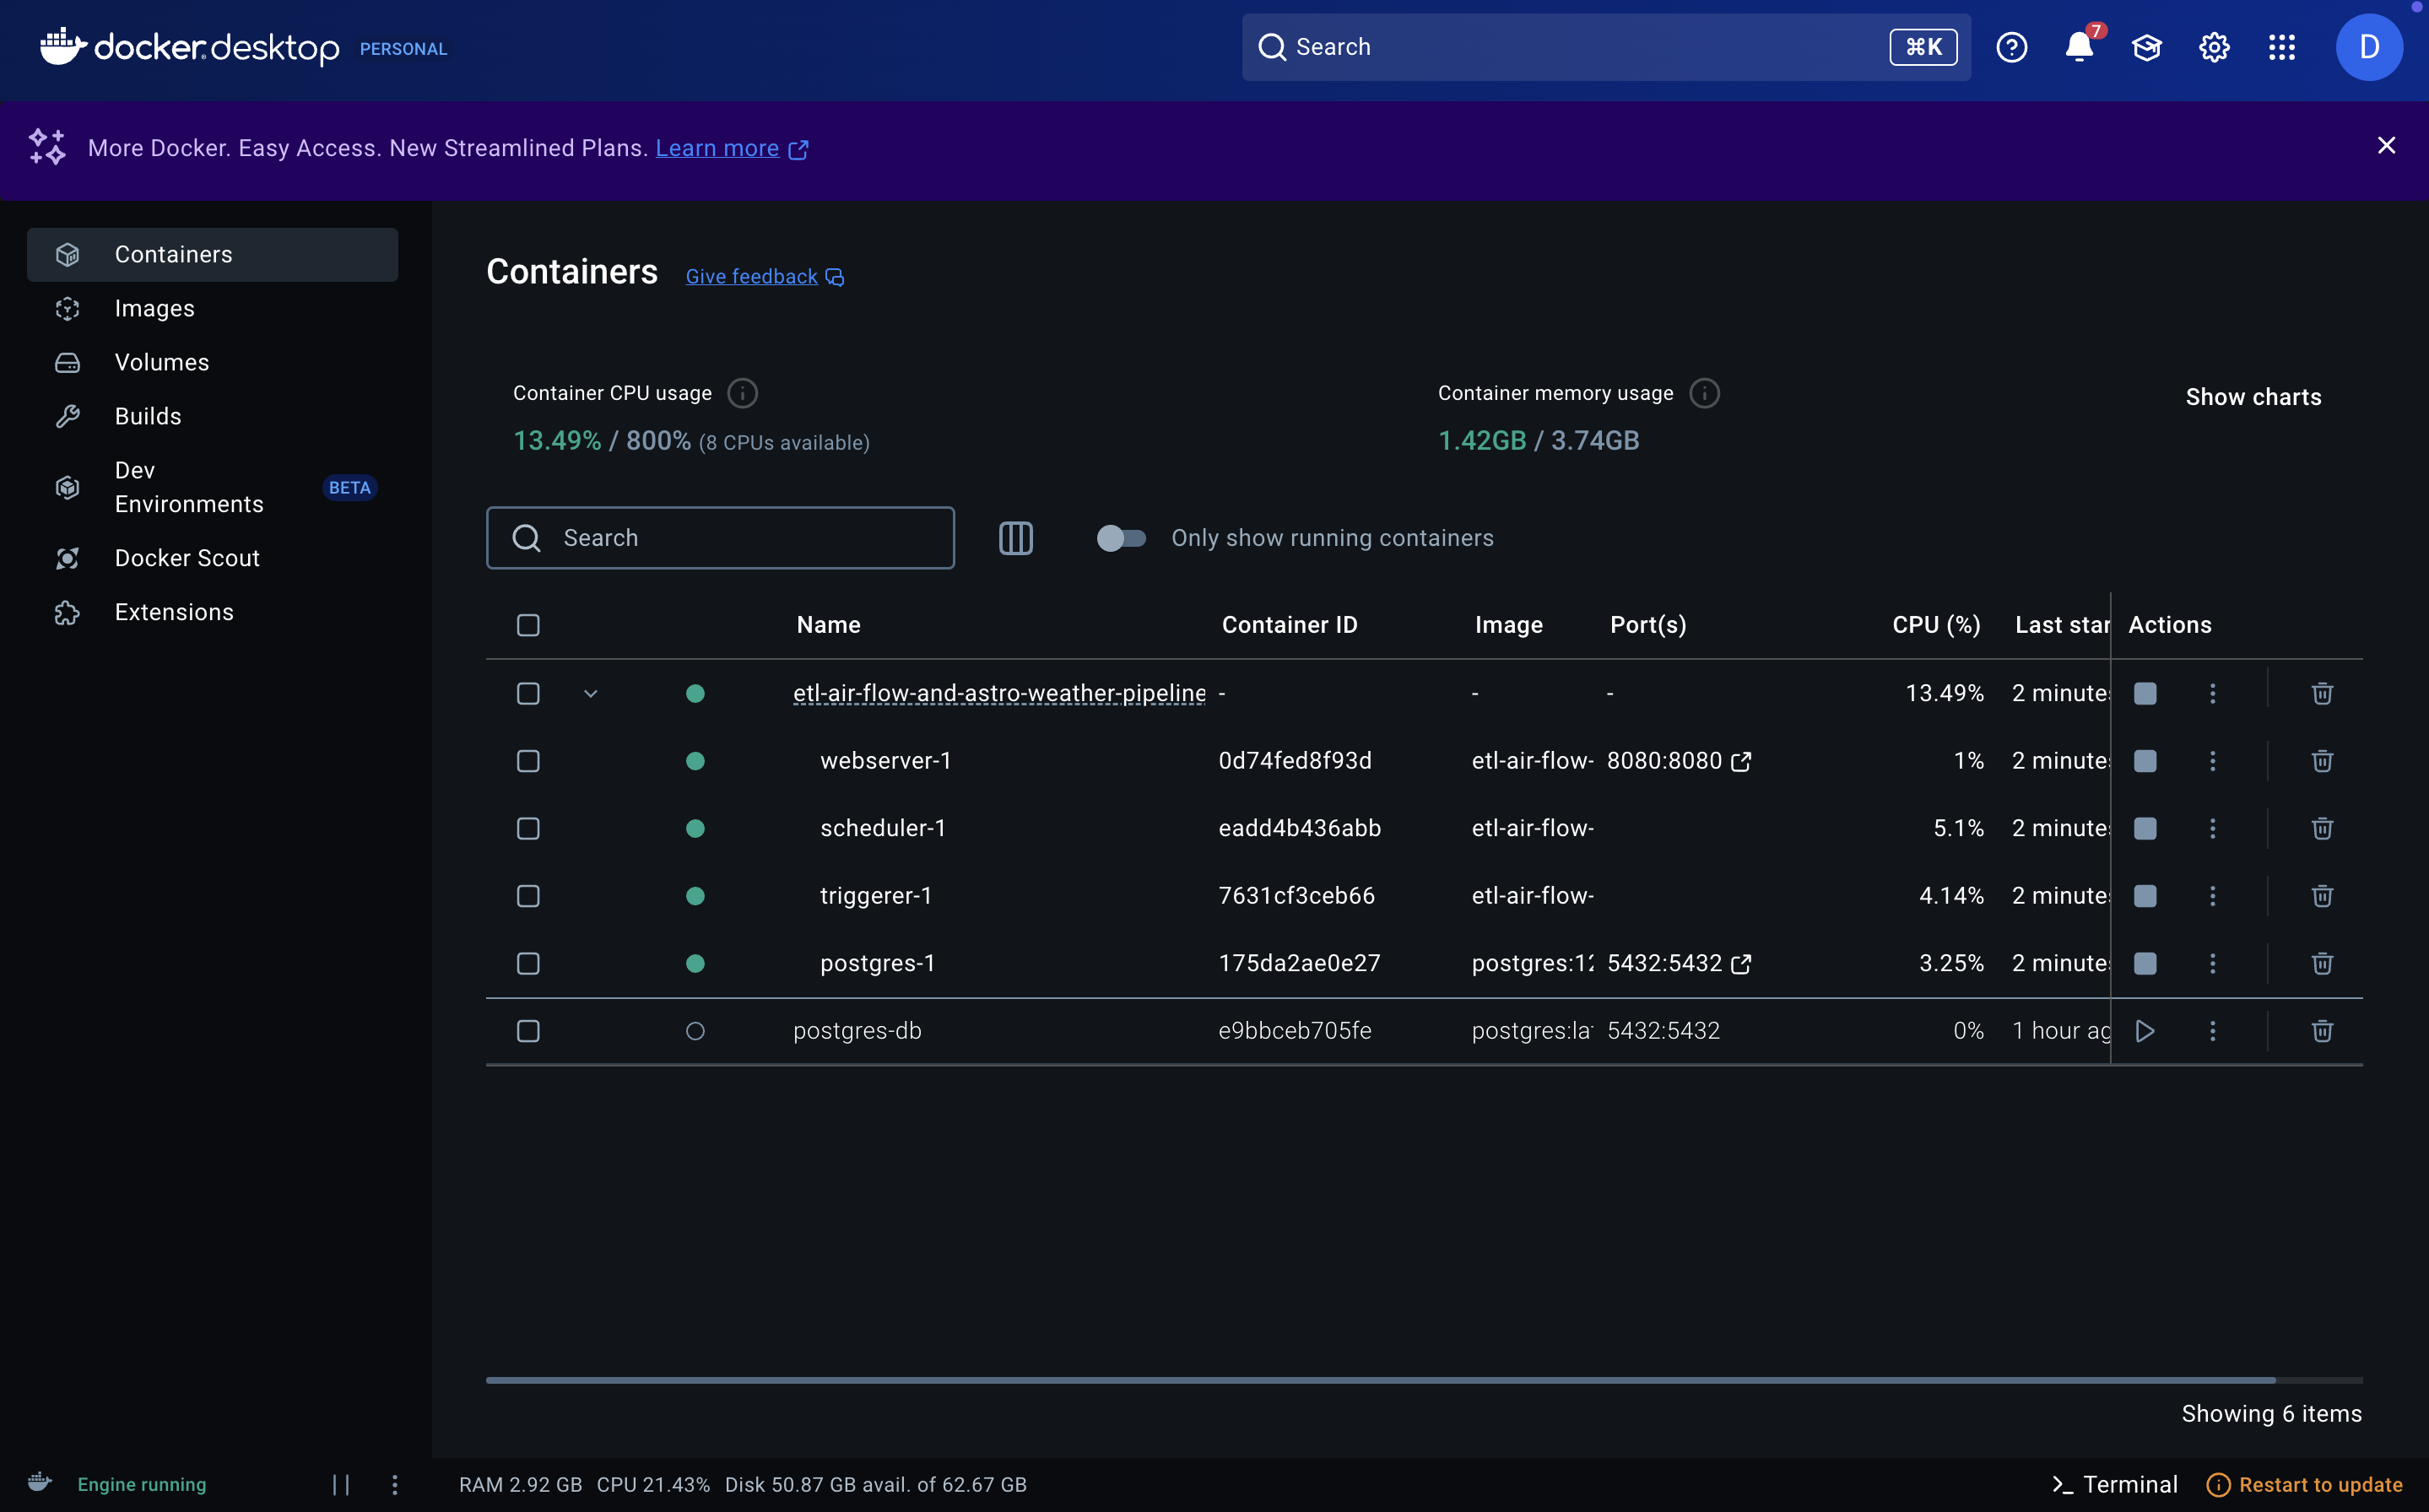 docker desktop PERSONAL
Search ⌘K 7 D
More Docker. Easy Access. New Streamlined Plans. Learn more
Containers
Images
Volumes
Builds
Dev Environments BETA
Docker Scout
Extensions
Containers Give feedback
Container CPU usage
13.49% / 800% (8 CPUs available)
Container memory usage
1.42GB / 3.74GB
Show charts
Search Only show running containers
Name Container ID Image Port(s) CPU (%) Last star Actions
etl-air-flow-and-astro-weather-pipeline - - - 13.49% 2 minutes
webserver-1 0d74fed8f93d etl-air-flow- 8080:8080 1% 2 minutes
scheduler-1 eadd4b436abb etl-air-flow- 5.1% 2 minutes
triggerer-1 7631cf3ceb66 etl-air-flow- 4.14% 2 minutes
postgres-1 175da2ae0e27 postgres:12 5432:5432 3.25% 2 minutes
postgres-db e9bbceb705fe postgres:la 5432:5432 0% 1 hour ag
Showing 6 items
Engine running RAM 2.92 GB CPU 21.43% Disk 50.87 GB avail. of 62.67 GB Terminal Restart to update